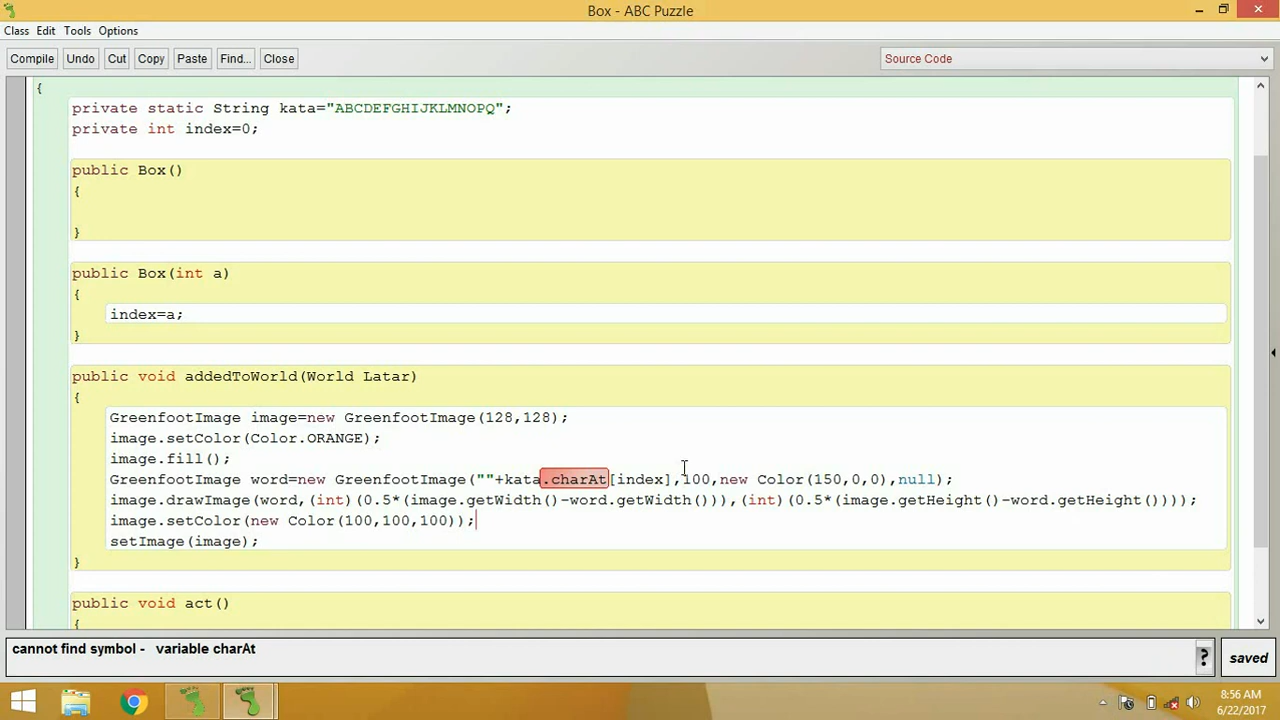 Box - ABC Puzzle
Class Edit Tools Options
Compile Undo Cut Copy Paste Find... Close Source Code
{
private static String kata="ABCDEFGHIJKLMNOPQ";
private int index=0;
public Box()
{
}
public Box(int a)
{
index=a;
}
public void addedToWorld(World Latar)
{
GreenfootImage image=new GreenfootImage(128,128);
image.setColor(Color.ORANGE);
image.fill();
GreenfootImage word=new GreenfootImage(""+kata.charAt[index],100,new Color(150,0,0),null);
image.drawImage(word,(int)(0.5*(image.getWidth()-word.getWidth())),(int)(0.5*(image.getHeight()-word.getHeight())));
image.setColor(new Color(100,100,100));
setImage(image);
}
public void act()
{
cannot find symbol - variable charAt
? saved
8:56 AM
6/22/2017